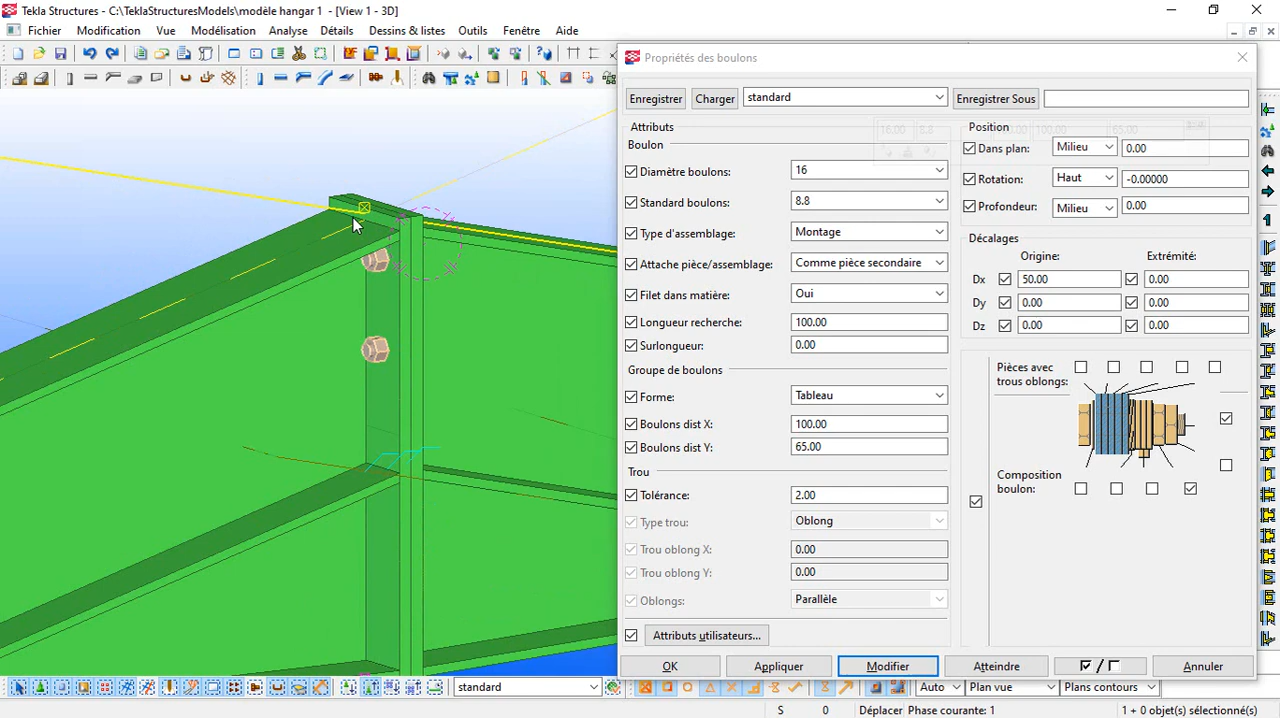 Tekla Structures - C:\TeklaStructuresModels\modèle hangar 1 - [View 1 - 3D]
Fichier Modification Vue Modélisation Analyse Détails Dessins & listes Outils Fenêtre Aide
Propriétés des boulons
Enregistrer Charger standard Enregistrer Sous
Attributs
Boulon
Diamètre boulons: 16
Standard boulons: 8.8
Type d'assemblage: Montage
Attache pièce/assemblage: Comme pièce secondaire
Filet dans matière: Oui
Longueur recherche: 100.00
Surlongueur: 0.00
Groupe de boulons
Forme: Tableau
Boulons dist X: 100.00
Boulons dist Y: 65.00
Trou
Tolérance: 2.00
Type trou: Oblong
Trou oblong X: 0.00
Trou oblong Y: 0.00
Oblongs: Parallèle
Attributs utilisateurs...
Position
Dans plan: Milieu 0.00
Rotation: Haut -0.00000
Profondeur: Milieu 0.00
Décalages
Origine: Extrémité:
Dx 50.00 0.00
Dy 0.00 0.00
Dz 0.00 0.00
Pièces avec
trous oblongs:
Composition
boulon:
OK Appliquer Modifier Atteindre / Annuler
standard Auto Plan vue Plans contours
S 0 Déplacer Phase courante: 1 1 + 0 objet(s) sélectionné(s)